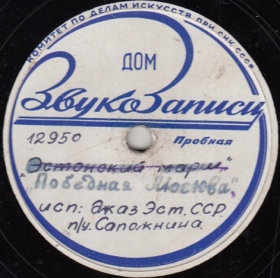 КОМИТЕТ ПО ДЕЛАМ ИСКУССТВ ПРИ СНК СССР
ДОМ
ЗвукоЗаписи
12950 Пробная
"Эстонский марш"
"Победная Москва"
исп: джаз Эст. ССР
п/у. Сапожнина